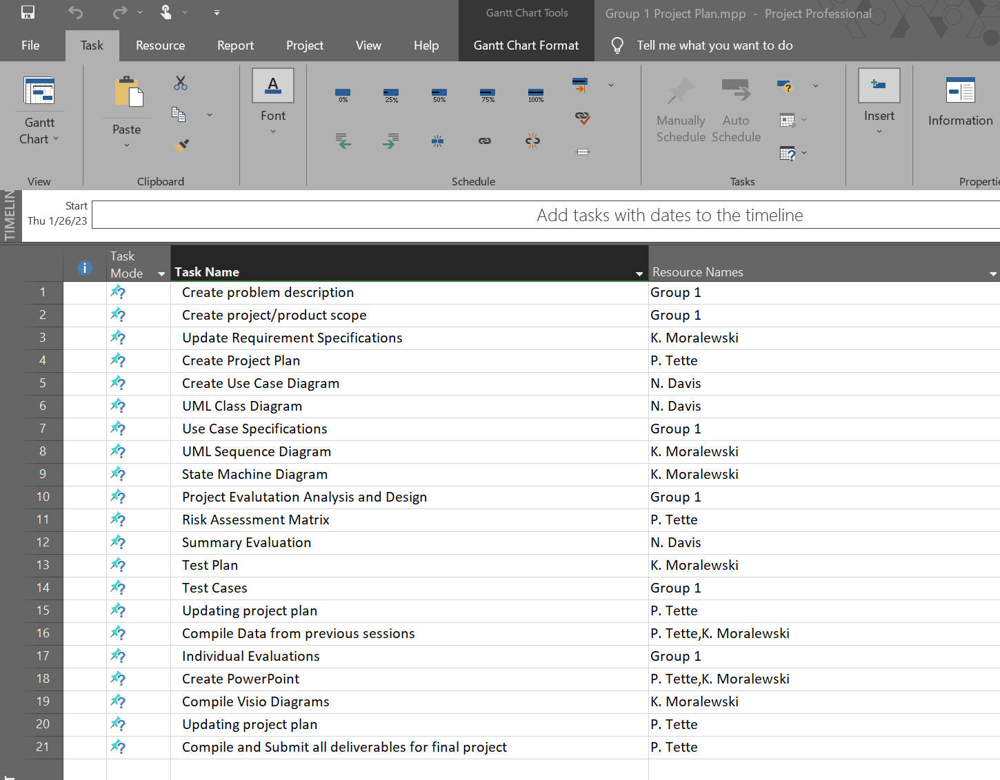 Gantt Chart Tools
Group 1 Project Plan.mpp - Project Professional
File Task Resource Report Project View Help Gantt Chart Format Tell me what you want to do
Gantt Chart
Paste
A
Font
0% 25% 50% 75% 100%
Manually Schedule
Auto Schedule
Insert
Information
View Clipboard Schedule Tasks
TIMELIN
Start
Thu 1/26/23
Add tasks with dates to the timeline
Task Mode Task Name Resource Names
1 Create problem description Group 1
2 Create project/product scope Group 1
3 Update Requirement Specifications K. Moralewski
4 Create Project Plan P. Tette
5 Create Use Case Diagram N. Davis
6 UML Class Diagram N. Davis
7 Use Case Specifications Group 1
8 UML Sequence Diagram K. Moralewski
9 State Machine Diagram K. Moralewski
10 Project Evalutation Analysis and Design Group 1
11 Risk Assessment Matrix P. Tette
12 Summary Evaluation N. Davis
13 Test Plan K. Moralewski
14 Test Cases Group 1
15 Updating project plan P. Tette
16 Compile Data from previous sessions P. Tette,K. Moralewski
17 Individual Evaluations Group 1
18 Create PowerPoint P. Tette,K. Moralewski
19 Compile Visio Diagrams K. Moralewski
20 Updating project plan P. Tette
21 Compile and Submit all deliverables for final project P. Tette